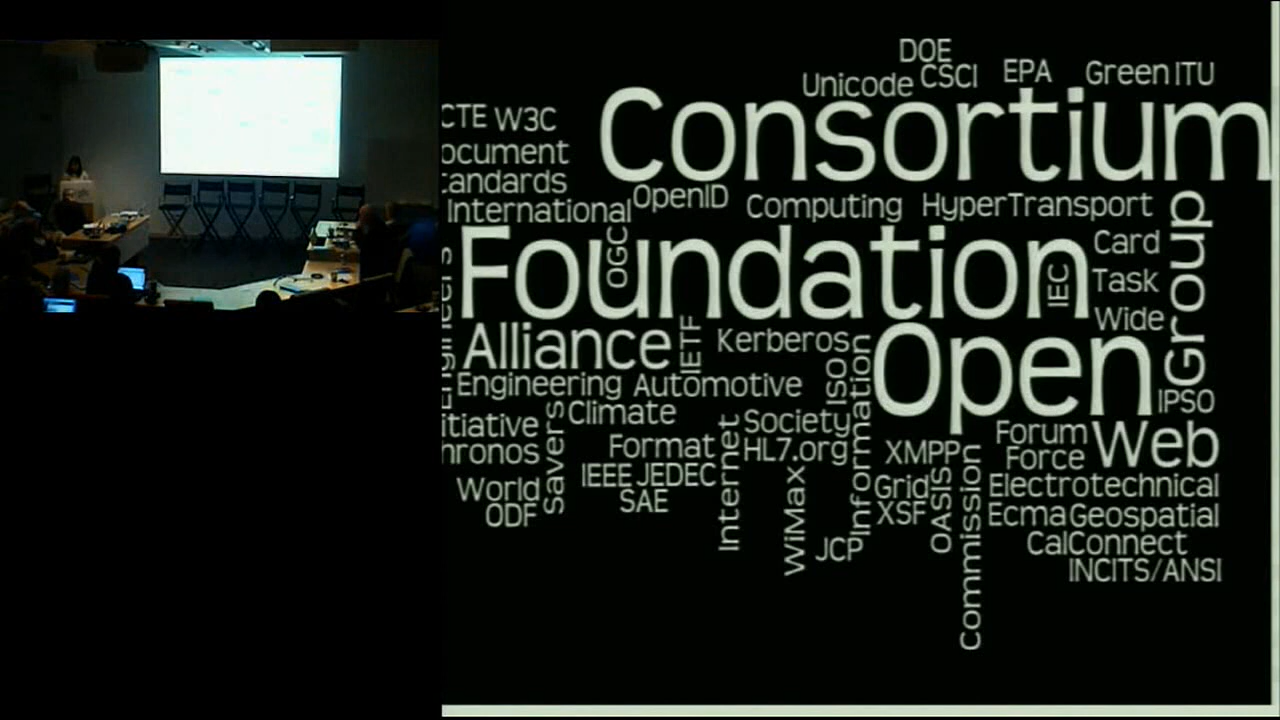 DOE
Unicode CSCI EPA Green ITU
Consortium
CTE W3C
ocument
tandards
International OpenID Computing HyperTransport
Foundation
OGC
IEC
Card
Task
Wide
Group
Alliance IETF Kerberos
ISO
Information
Open
IPSO
Engineering Automotive
Climate
Society
itiative
Savers
Format
Internet
HL7.org
hronos
XMPP
Forum
Force
Web
World
IEEE JEDEC
SAE
ODF
WiMax
JCP
Grid
XSF
OASIS
Commission
Electrotechnical
Ecma Geospatial
CalConnect
INCITS/ANSI